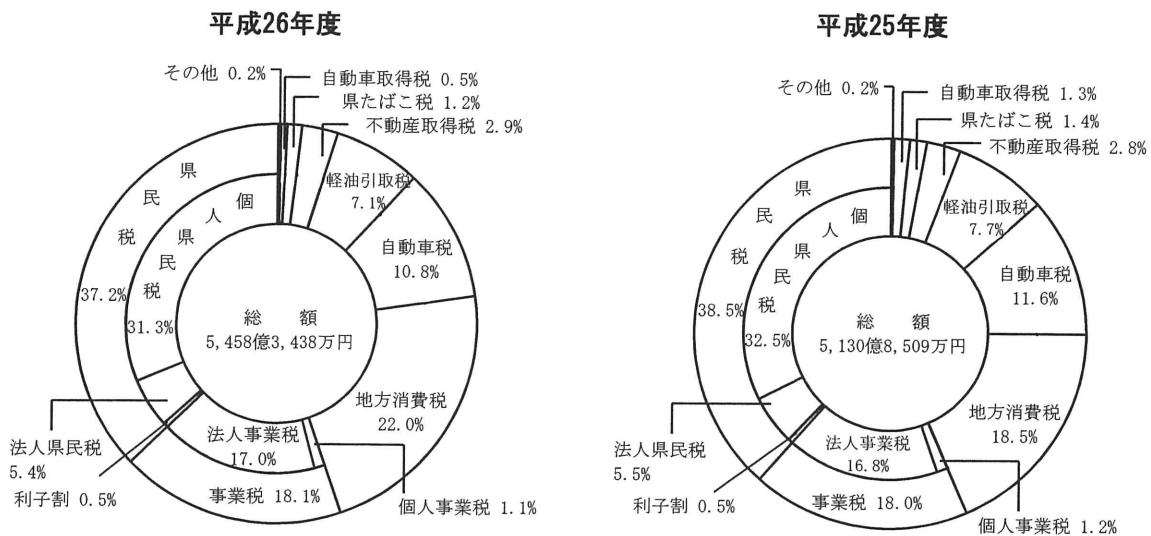 平成26年度
その他 0.2%
自動車取得税 0.5%
県たばこ税 1.2%
不動産取得税 2.9%
軽油引取税
7.1%
自動車税
10.8%
地方消費税
22.0%
個人事業税 1.1%
事業税 18.1%
法人事業税
17.0%
利子割 0.5%
法人県民税
5.4%
個人県民税
31.3%
県民税
37.2%
総額
5,458億3,438万円
平成25年度
その他 0.2%
自動車取得税 1.3%
県たばこ税 1.4%
不動産取得税 2.8%
軽油引取税
7.7%
自動車税
11.6%
地方消費税
18.5%
個人事業税 1.2%
事業税 18.0%
法人事業税
16.8%
利子割 0.5%
法人県民税
5.5%
個人県民税
32.5%
県民税
38.5%
総額
5,130億8,509万円